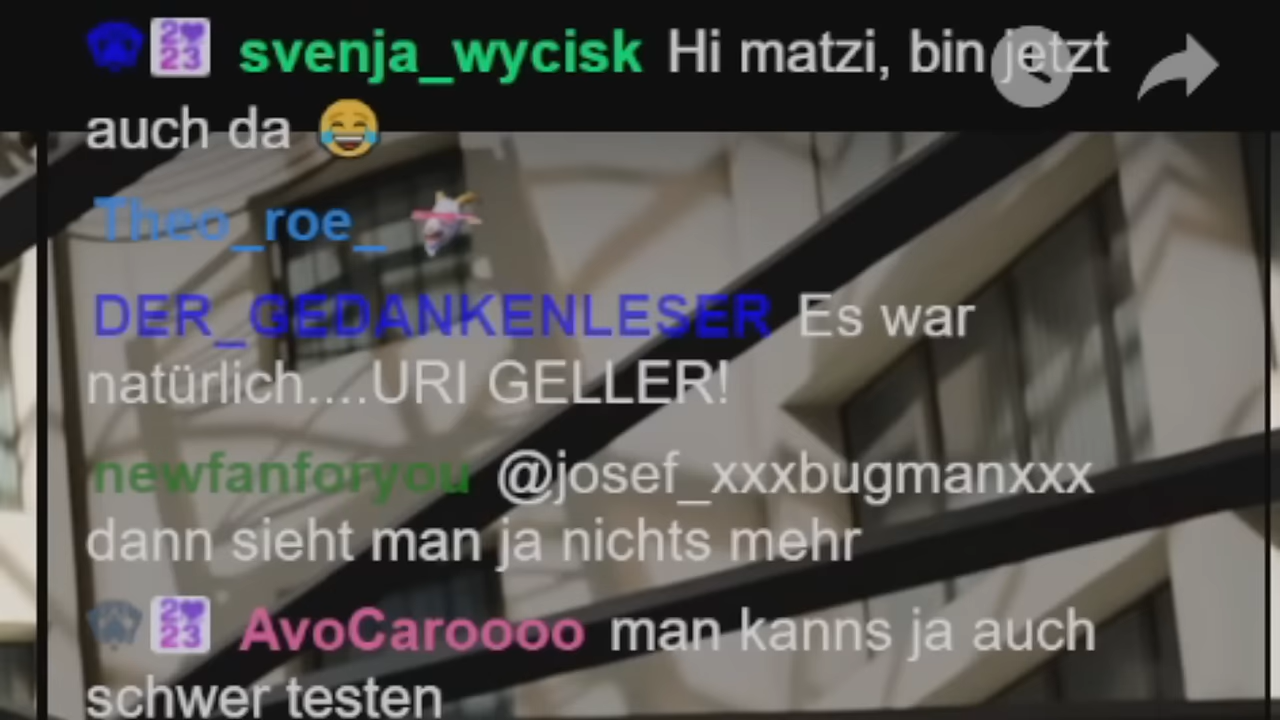 svenja_wycisk Hi matzi, bin jetzt
auch da 😂
Theo_roe_
DER_GEDANKENLESER Es war
natürlich....URI GELLER!
newfanforyou @josef_xxxbugmanxxx
dann sieht man ja nichts mehr
AvoCaroooo man kanns ja auch
schwer testen